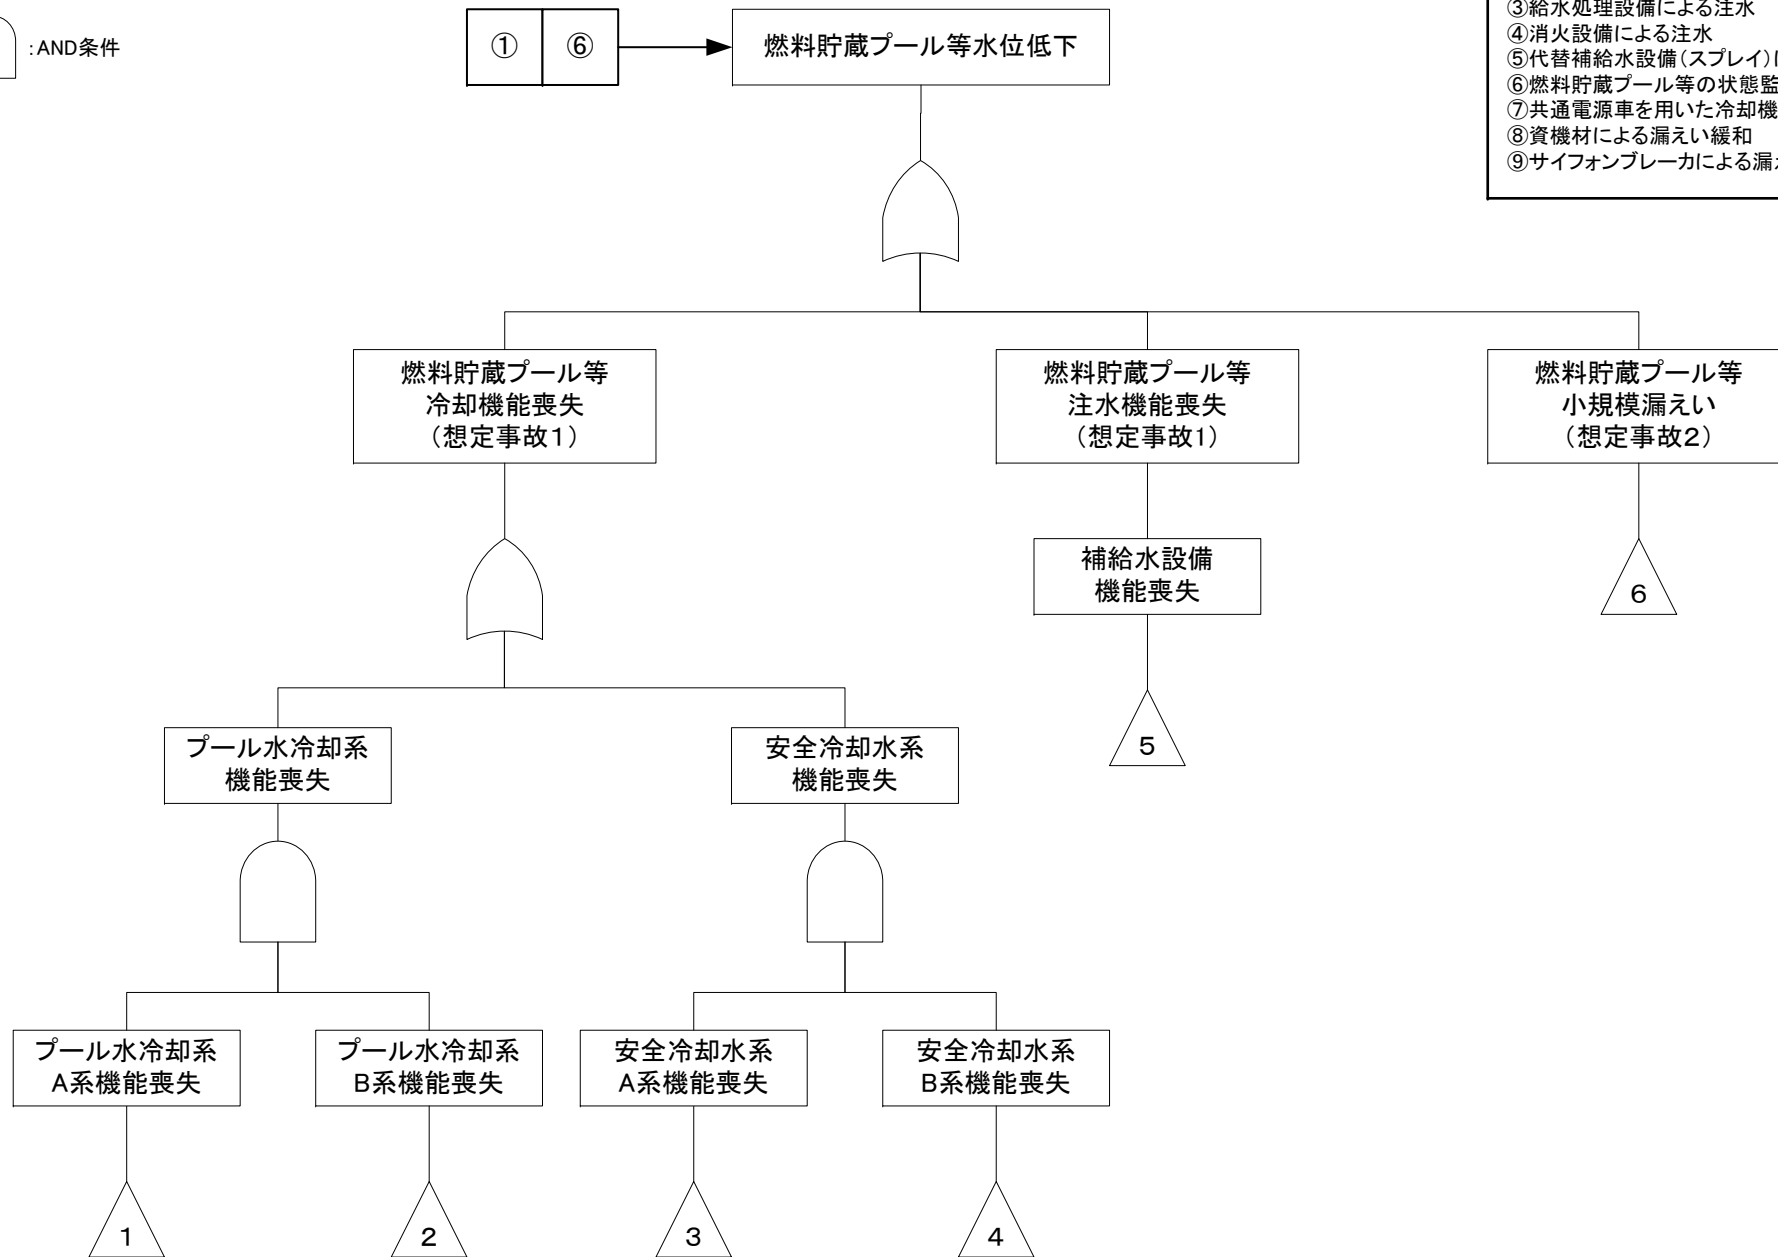 :AND条件
① ⑥
燃料貯蔵プール等水位低下
③給水処理設備による注水
④消火設備による注水
⑤代替補給水設備(スプレイ)
⑥燃料貯蔵プール等の状態監
⑦共通電源車を用いた冷却機
⑧資機材による漏えい緩和
⑨サイフォンブレーカによる漏
燃料貯蔵プール等
冷却機能喪失
(想定事故1)
燃料貯蔵プール等
注水機能喪失
(想定事故1)
燃料貯蔵プール等
小規模漏えい
(想定事故2)
補給水設備
機能喪失
6
プール水冷却系
機能喪失
安全冷却水系
機能喪失
5
プール水冷却系
A系機能喪失
プール水冷却系
B系機能喪失
安全冷却水系
A系機能喪失
安全冷却水系
B系機能喪失
1
2
3
4